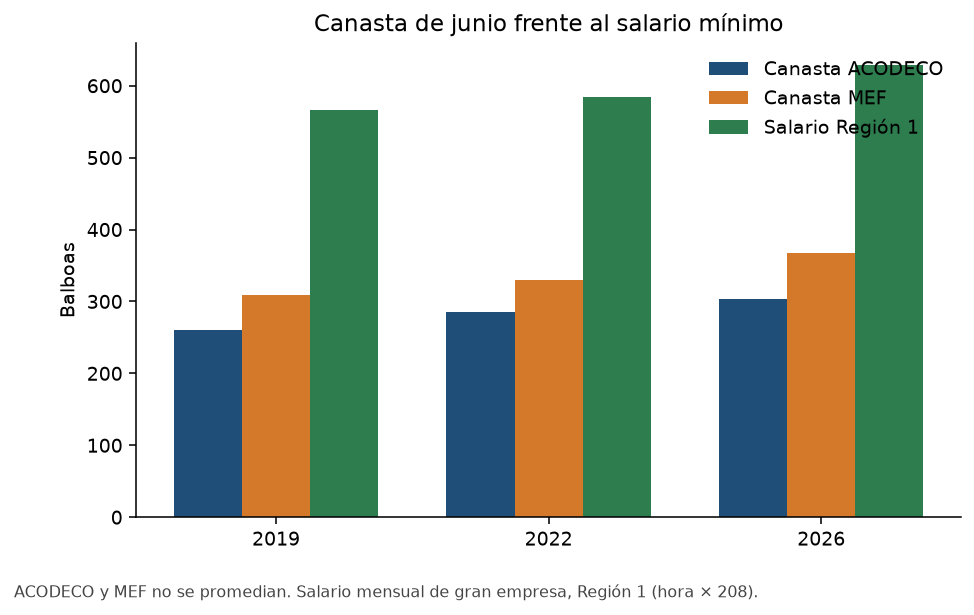 Canasta de junio frente al salario mínimo
Canasta ACODECO
Canasta MEF
Salario Región 1
Balboas
600
500
400
300
200
100
0
2019
2022
2026
ACODECO y MEF no se promedian. Salario mensual de gran empresa, Región 1 (hora × 208).